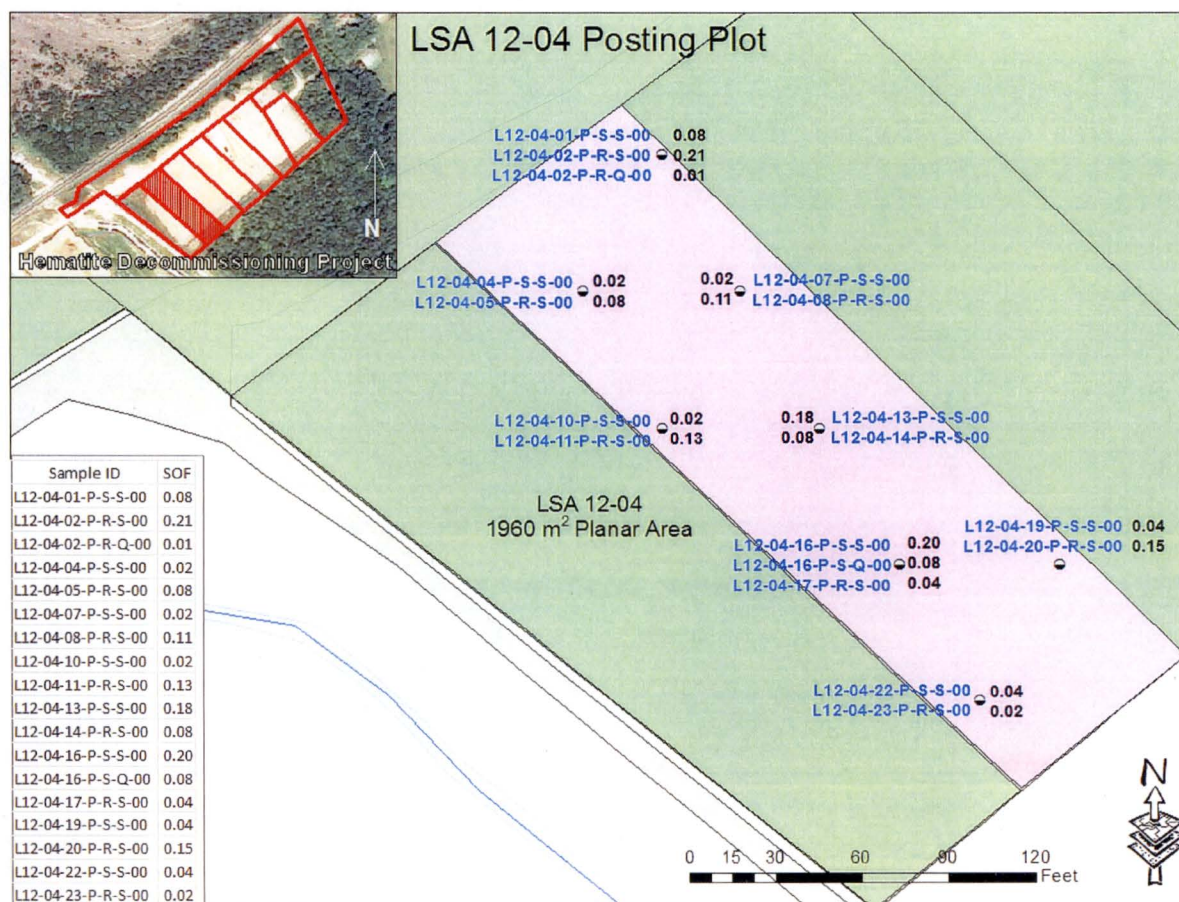 LSA 12-04 Posting Plot
N
Hematite Decommissioning Project
L12-04-01-P-S-S-00 0.08
L12-04-02-P-R-S-00 0.21
L12-04-02-P-R-Q-00 0.01
L12-04-04-P-S-S-00 0.02
L12-04-05-P-R-S-00 0.08
0.02 L12-04-07-P-S-S-00
0.11 L12-04-08-P-R-S-00
L12-04-10-P-S-S-00 0.02
L12-04-11-P-R-S-00 0.13
0.18 L12-04-13-P-S-S-00
0.08 L12-04-14-P-R-S-00
LSA 12-04
1960 m² Planar Area
L12-04-19-P-S-S-00 0.04
L12-04-20-P-R-S-00 0.15
L12-04-16-P-S-S-00 0.20
L12-04-16-P-S-Q-00 0.08
L12-04-17-P-R-S-00 0.04
L12-04-22-P-S-S-00 0.04
L12-04-23-P-R-S-00 0.02
Sample ID SOF
L12-04-01-P-S-S-00 0.08
L12-04-02-P-R-S-00 0.21
L12-04-02-P-R-Q-00 0.01
L12-04-04-P-S-S-00 0.02
L12-04-05-P-R-S-00 0.08
L12-04-07-P-S-S-00 0.02
L12-04-08-P-R-S-00 0.11
L12-04-10-P-S-S-00 0.02
L12-04-11-P-R-S-00 0.13
L12-04-13-P-S-S-00 0.18
L12-04-14-P-R-S-00 0.08
L12-04-16-P-S-S-00 0.20
L12-04-16-P-S-Q-00 0.08
L12-04-17-P-R-S-00 0.04
L12-04-19-P-S-S-00 0.04
L12-04-20-P-R-S-00 0.15
L12-04-22-P-S-S-00 0.04
L12-04-23-P-R-S-00 0.02
N
0 15 30 60 90 120
Feet